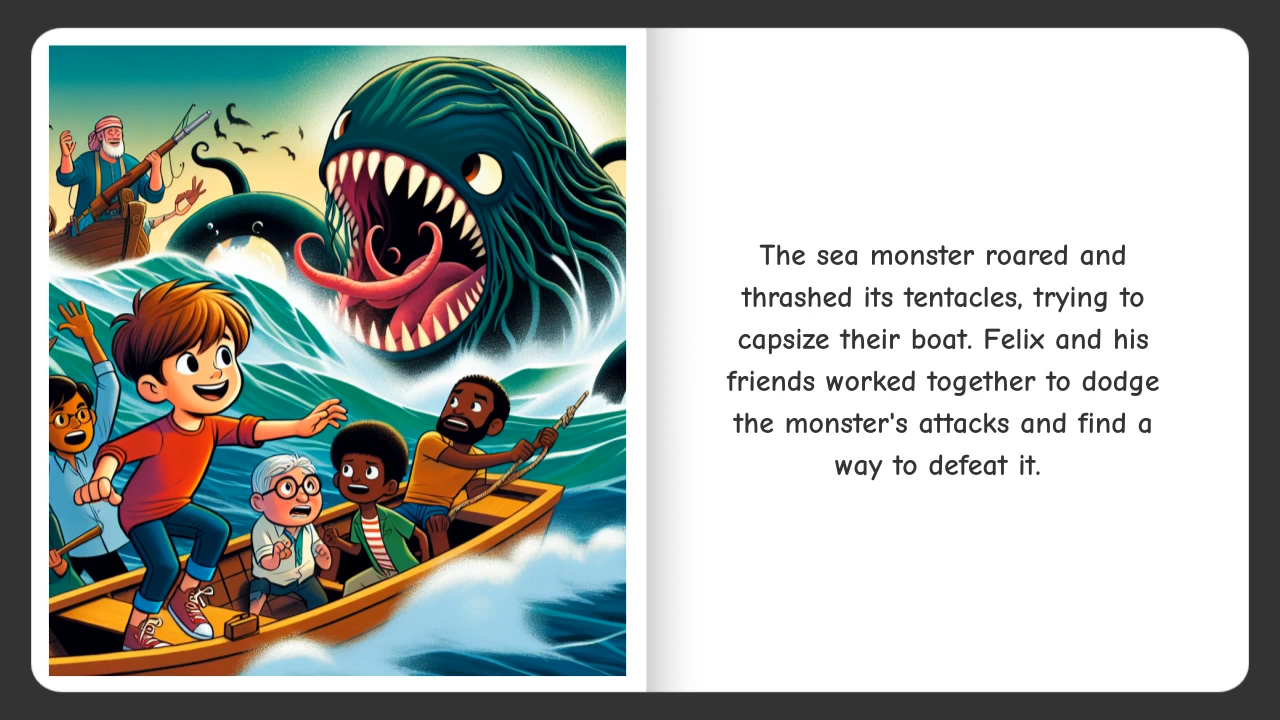 The sea monster roared and
thrashed its tentacles, trying to
capsize their boat. Felix and his
friends worked together to dodge
the monster's attacks and find a
way to defeat it.